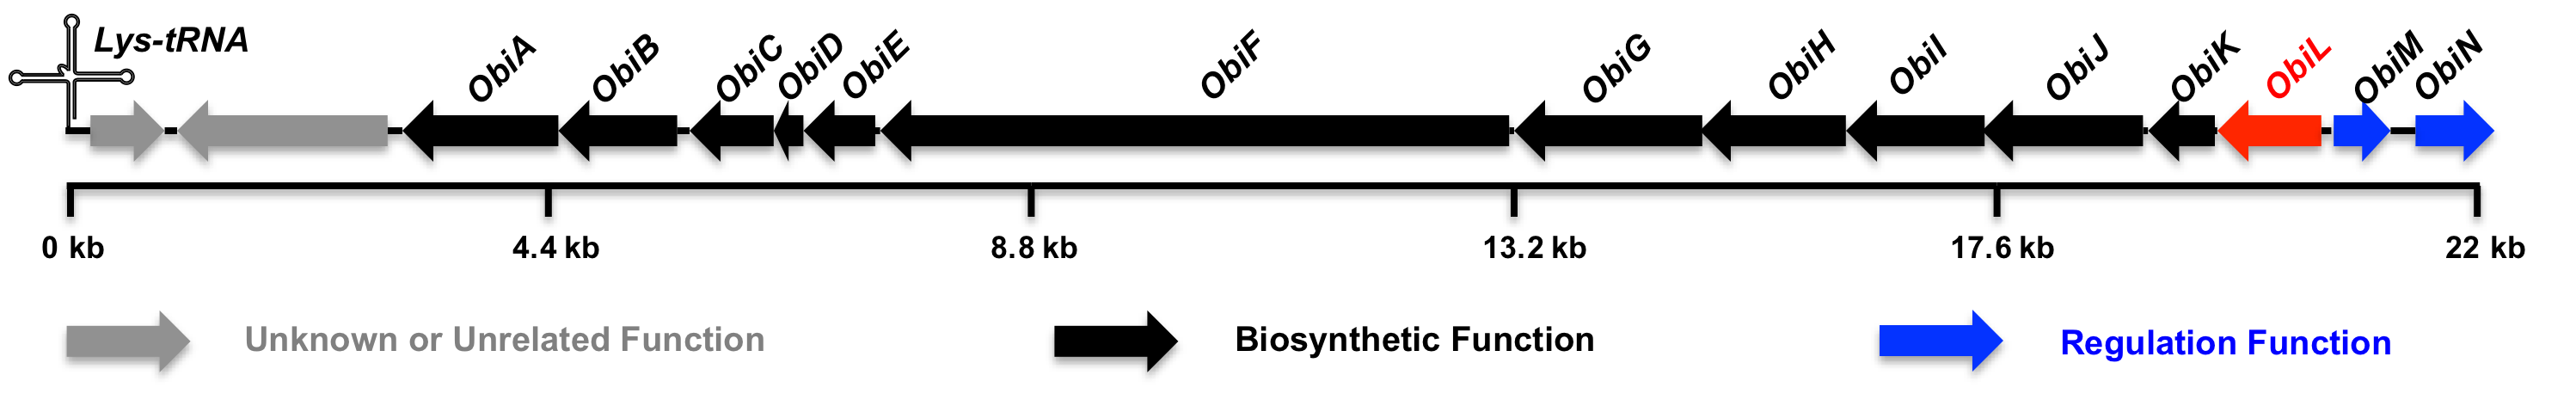 Lys-tRNA
ObiA
ObiB
ObiC
ObiD
ObiE
ObiF
ObiG
ObiH
ObiI
ObiJ
ObiK
ObiL
ObiM
ObiN
0 kb
4.4 kb
8.8 kb
13.2 kb
17.6 kb
22 kb
Unknown or Unrelated Function
Biosynthetic Function
Regulation Function